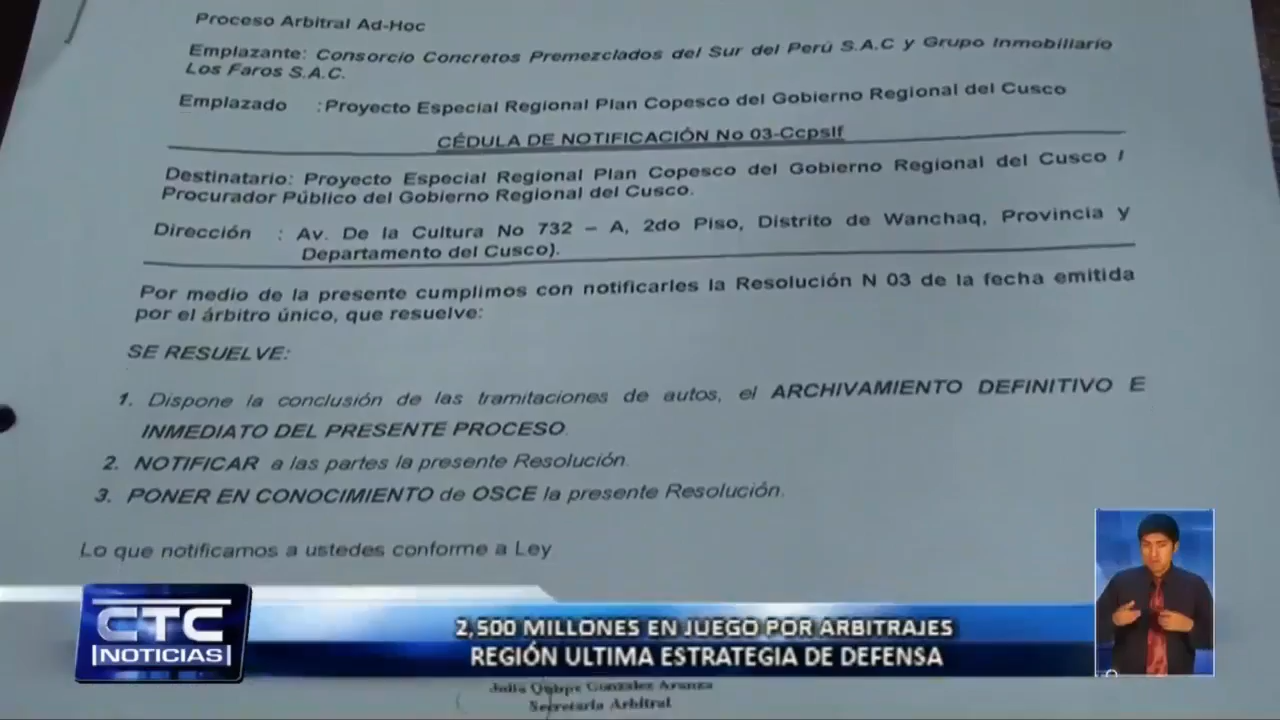 Proceso Arbitral Ad-Hoc
Emplazante: Consorcio Concretos Premezclados del Sur del Perú S.A.C y Grupo Inmobiliario
Los Faros S.A.C.
Emplazado :Proyecto Especial Regional Plan Copesco del Gobierno Regional del Cusco
CÉDULA DE NOTIFICACIÓN No 03-Ccpslf
Destinatario: Proyecto Especial Regional Plan Copesco del Gobierno Regional del Cusco /
Procurador Público del Gobierno Regional del Cusco.
Dirección : Av. De la Cultura No 732 – A, 2do Piso, Distrito de Wanchaq, Provincia y
Departamento del Cusco).
Por medio de la presente cumplimos con notificarles la Resolución N 03 de la fecha emitida
por el árbitro único, que resuelve:
SE RESUELVE:
1. Dispone la conclusión de las tramitaciones de autos, el ARCHIVAMIENTO DEFINITIVO E
INMEDIATO DEL PRESENTE PROCESO.
2. NOTIFICAR a las partes la presente Resolución.
3. PONER EN CONOCIMIENTO de OSCE la presente Resolución.
Lo que notificamos a ustedes conforme a Ley
CTC
NOTICIAS
2,500 MILLONES EN JUEGO POR ARBITRAJES
REGIÓN ULTIMA ESTRATEGIA DE DEFENSA
Gonzalez
Secretaria Arbitral